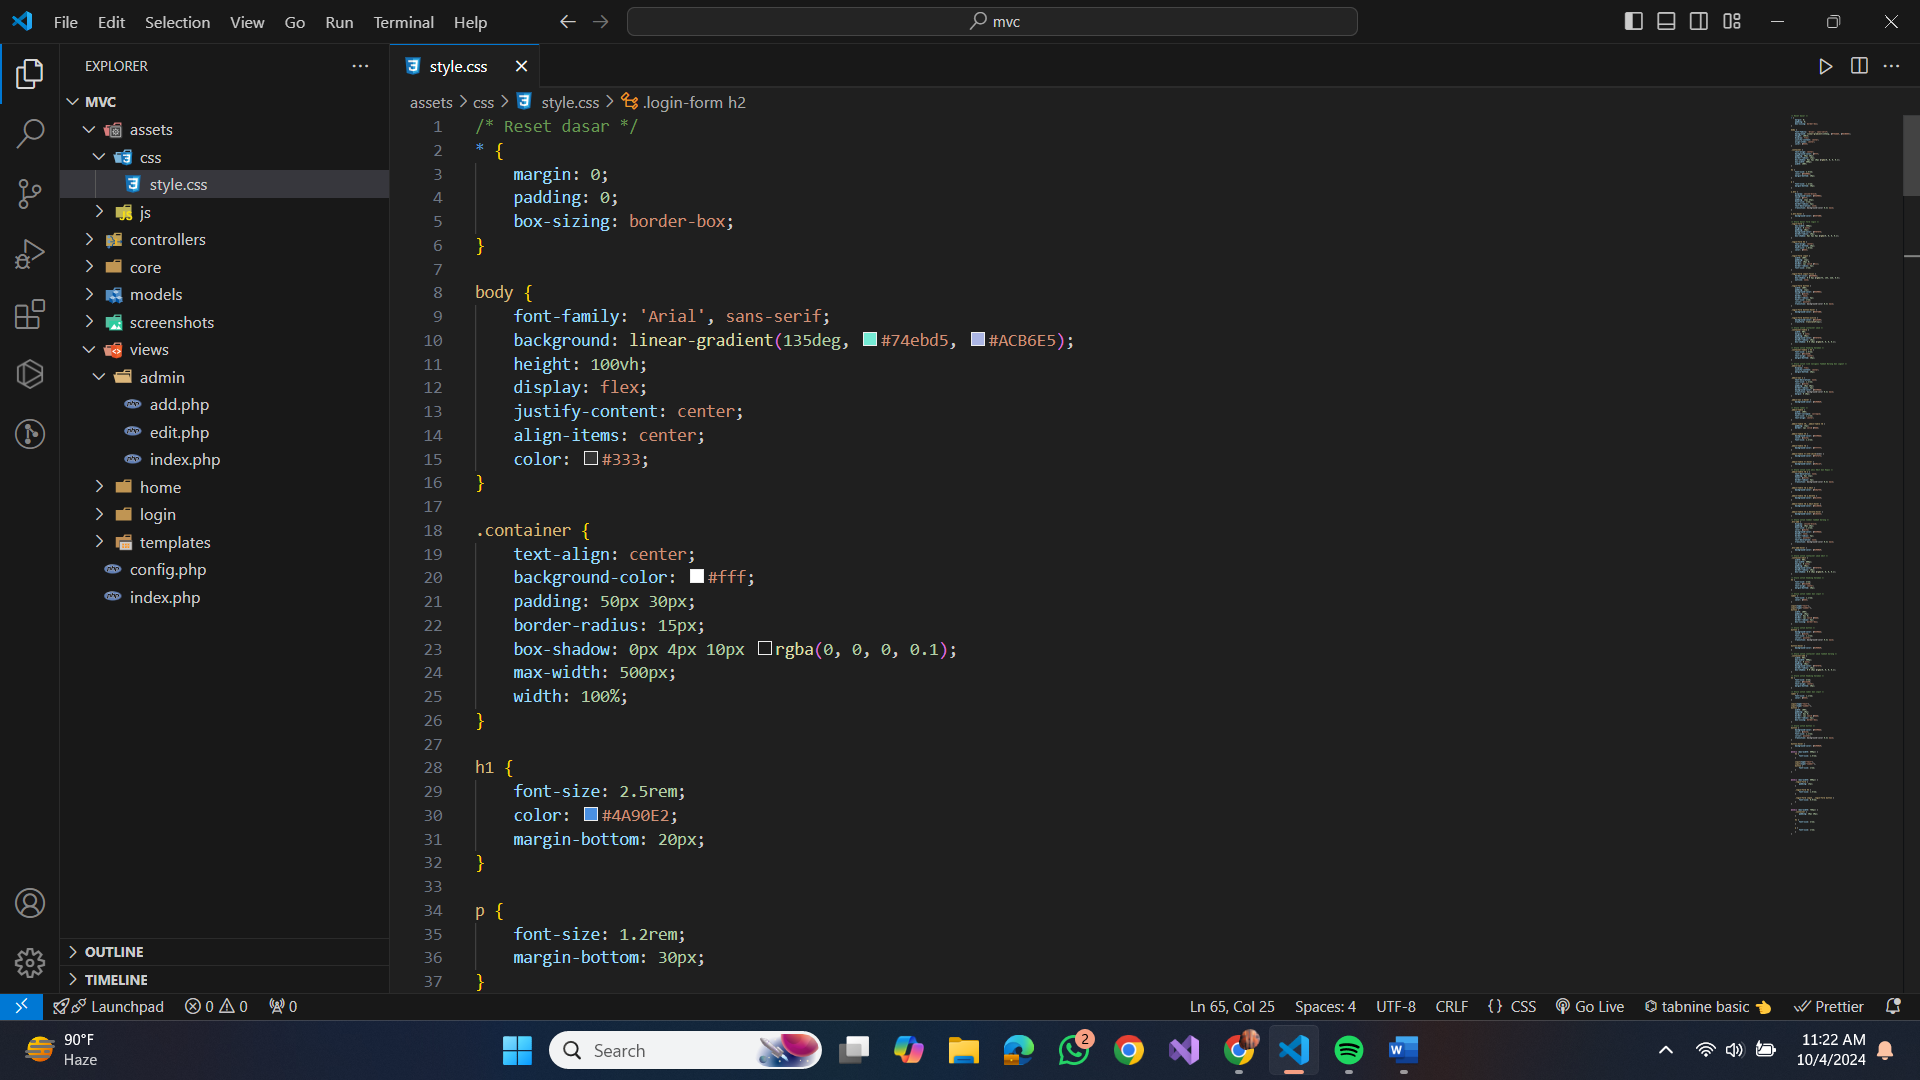 File Edit Selection View Go Run Terminal Help
mvc
EXPLORER
MVC
assets
css
style.css
js
controllers
core
models
screenshots
views
admin
add.php
edit.php
index.php
home
login
templates
config.php
index.php
OUTLINE
TIMELINE
style.css
assets > css > style.css > .login-form h2
1 /* Reset dasar */
2 * {
3 margin: 0;
4 padding: 0;
5 box-sizing: border-box;
6 }
7
8 body {
9 font-family: 'Arial', sans-serif;
10 background: linear-gradient(135deg, #74ebd5, #ACB6E5);
11 height: 100vh;
12 display: flex;
13 justify-content: center;
14 align-items: center;
15 color: #333;
16 }
17
18 .container {
19 text-align: center;
20 background-color: #fff;
21 padding: 50px 30px;
22 border-radius: 15px;
23 box-shadow: 0px 4px 10px rgba(0, 0, 0, 0.1);
24 max-width: 500px;
25 width: 100%;
26 }
27
28 h1 {
29 font-size: 2.5rem;
30 color: #4A90E2;
31 margin-bottom: 20px;
32 }
33
34 p {
35 font-size: 1.2rem;
36 margin-bottom: 30px;
37 }
Launchpad 0 0 0
Ln 65, Col 25 Spaces: 4 UTF-8 CRLF {} CSS Go Live tabnine basic Prettier
90°F
Haze
Search
2
11:22 AM
10/4/2024